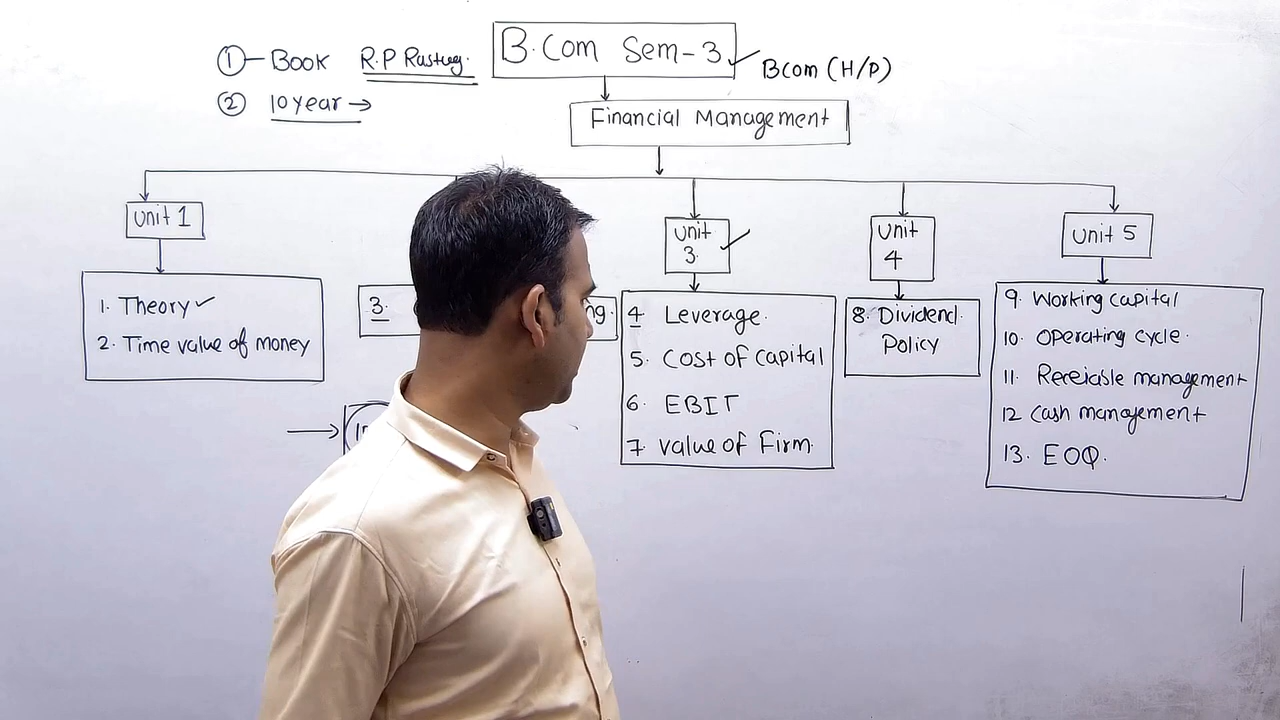 ① Book R.P Rastug.
② 10 year →
B.Com Sem-3
Bcom (H/P)
Financial Management
Unit 1
1. Theory ✓
2. Time value of money
3.
Unit
3.
4 Leverage.
5. Cost of capital
6. EBIT
7. Value of Firm.
Unit
4
8. Dividend.
Policy
Unit 5
9. Working capital
10. Operating cycle.
11. Receiable management
12 Cash management
13. EOQ.